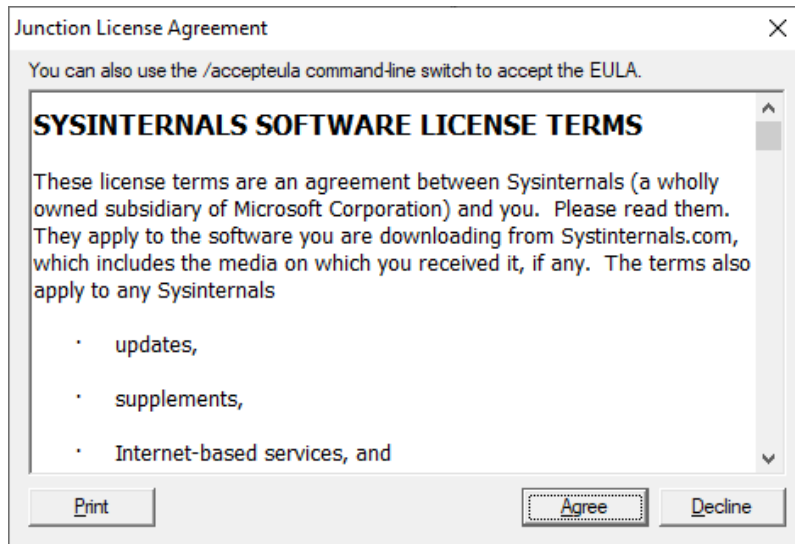 Junction License Agreement
You can also use the /accepteula command-line switch to accept the EULA.
SYSINTERNALS SOFTWARE LICENSE TERMS
These license terms are an agreement between Sysinternals (a wholly
owned subsidiary of Microsoft Corporation) and you.  Please read them.
They apply to the software you are downloading from Systinternals.com,
which includes the media on which you received it, if any.  The terms also
apply to any Sysinternals
· updates,
· supplements,
· Internet-based services, and
Print Agree Decline